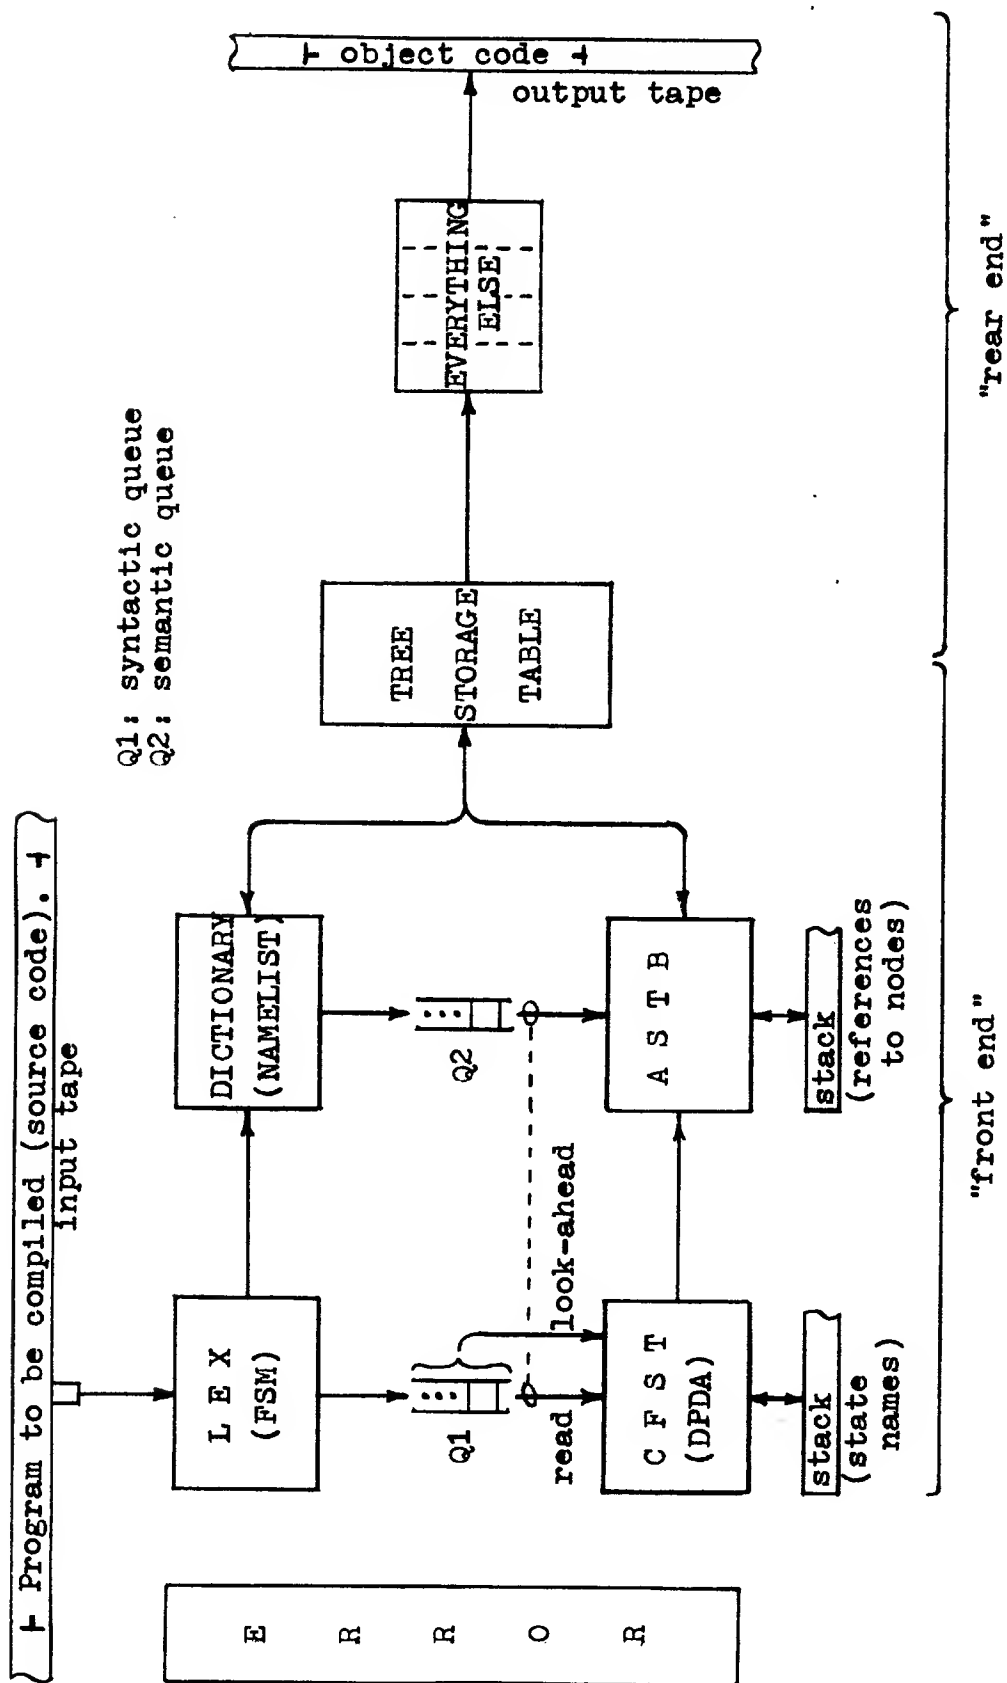 ⊢ Program to be compiled (source code). ⊣
input tape
Q1: syntactic queue
Q2: semantic queue
E R R O R
L E X
(FSM)
DICTIONARY
(NAMELIST)
Q1
Q2
read
look-ahead
C F S T
(DPDA)
A S T B
stack
(state
names)
stack
(references
to nodes)
TREE
STORAGE
TABLE
EVERYTHING
ELSE
⊢ object code ⊣
output tape
"front end"
"rear end"